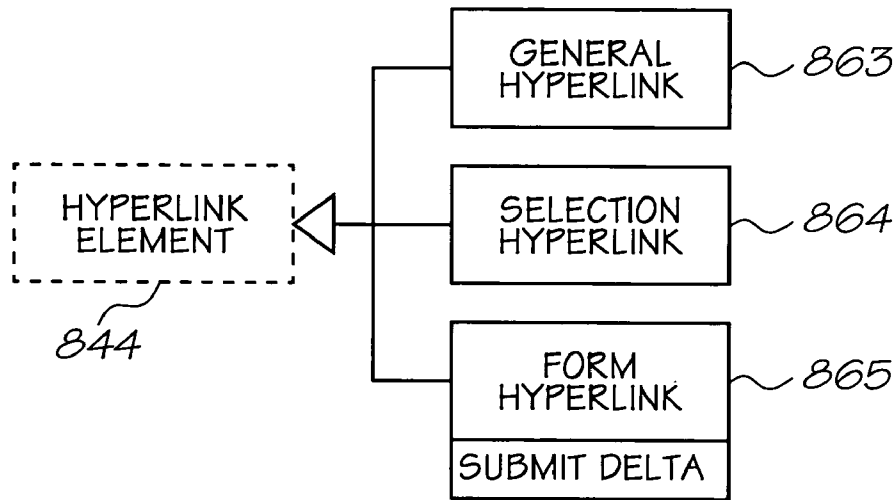 GENERAL
HYPERLINK
863
HYPERLINK
ELEMENT
844
SELECTION
HYPERLINK
864
FORM
HYPERLINK
865
SUBMIT DELTA